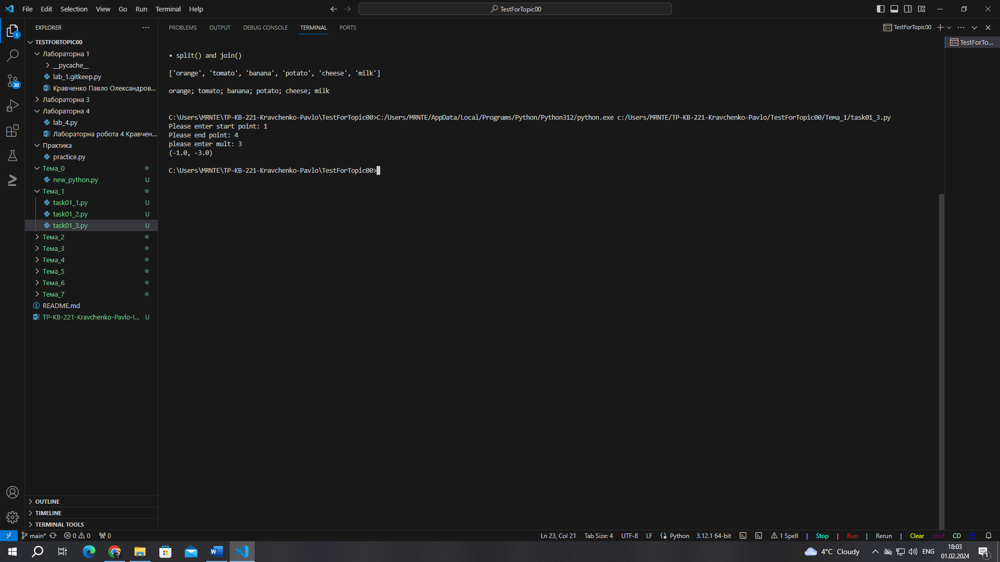 File Edit Selection View Go Run Terminal Help
TestForTopic00
EXPLORER
TESTFORTOPIC00
Лабораторна 1
__pycache__
lab_1.gitkeep.py
Кравченко Павло Олександров...
Лабораторна 3
Лабораторна 4
lab_4.py
Лабораторна робота 4 Кравчен...
Практика
practice.py
Тема_0
new_python.py U
Тема_1
task01_1.py U
task01_2.py U
task01_3.py U
Тема_2
Тема_3
Тема_4
Тема_5
Тема_6
Тема_7
README.md
TP-KB-221-Kravchenko-Pavlo-I... U
OUTLINE
TIMELINE
TERMINAL TOOLS
1
30
PROBLEMS OUTPUT DEBUG CONSOLE TERMINAL PORTS
TestForTopic00
TestForTo...
• split() and join()
['orange', 'tomato', 'banana', 'potato', 'cheese', 'milk']
orange; tomato; banana; potato; cheese; milk
C:\Users\MRNTE\TP-KB-221-Kravchenko-Pavlo\TestForTopic00>C:/Users/MRNTE/AppData/Local/Programs/Python/Python312/python.exe c:/Users/MRNTE/TP-KB-221-Kravchenko-Pavlo/TestForTopic00/Тема_1/task01_3.py
Please enter start point: 1
Please end point: 4
please enter mult: 3
(-1.0, -3.0)
C:\Users\MRNTE\TP-KB-221-Kravchenko-Pavlo\TestForTopic00>
main* 0 0 0 Ln 23, Col 21 Tab Size: 4 UTF-8 LF Python 3.12.1 64-bit 1 Spell | Stop | Run | Rerun | Clear cmd CD
4°C Cloudy ENG 18:03
01.02.2024 1